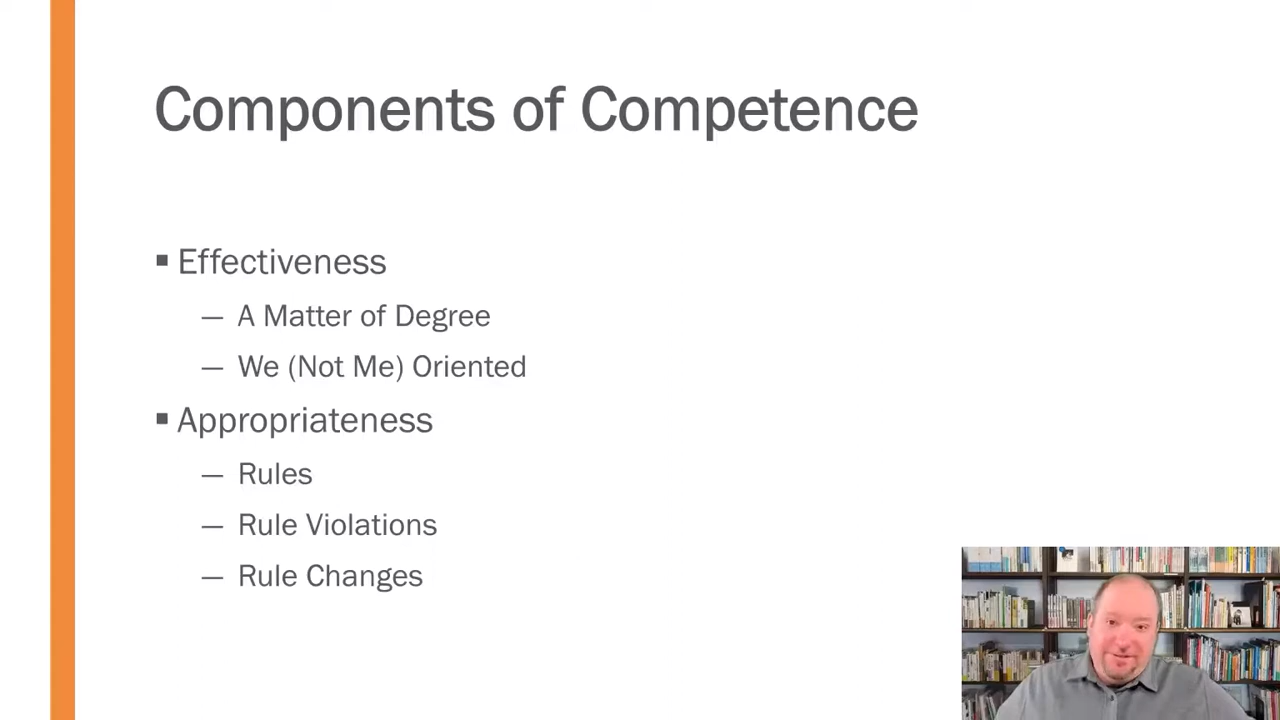 Components of Competence
▪ Effectiveness
— A Matter of Degree
— We (Not Me) Oriented
▪ Appropriateness
— Rules
— Rule Violations
— Rule Changes